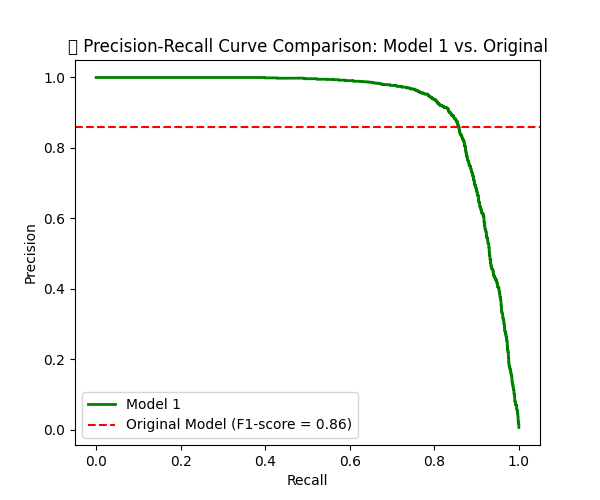 Precision-Recall Curve Comparison: Model 1 vs. Original
1.0
0.8
0.6
0.4
0.2
0.0
Precision
Model 1
Original Model (F1-score = 0.86)
0.0 0.2 0.4 0.6 0.8 1.0
Recall